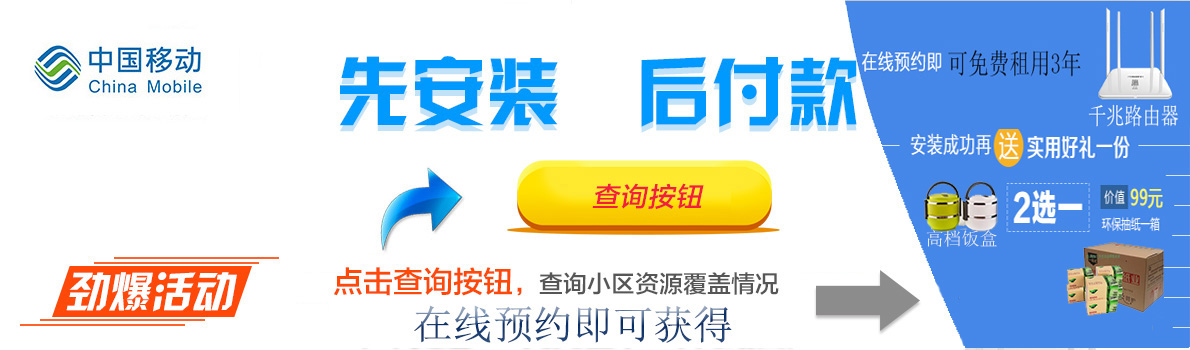 中国移动
China Mobile
先安装 后付款
查询按钮
劲爆活动
点击查询按钮，查询小区资源覆盖情况
在线预约即可获得
在线预约即 可免费租用3年
千兆路由器
安装成功再 送 实用好礼一份
高档饭盒
2选一
价值 99元
环保抽纸一箱